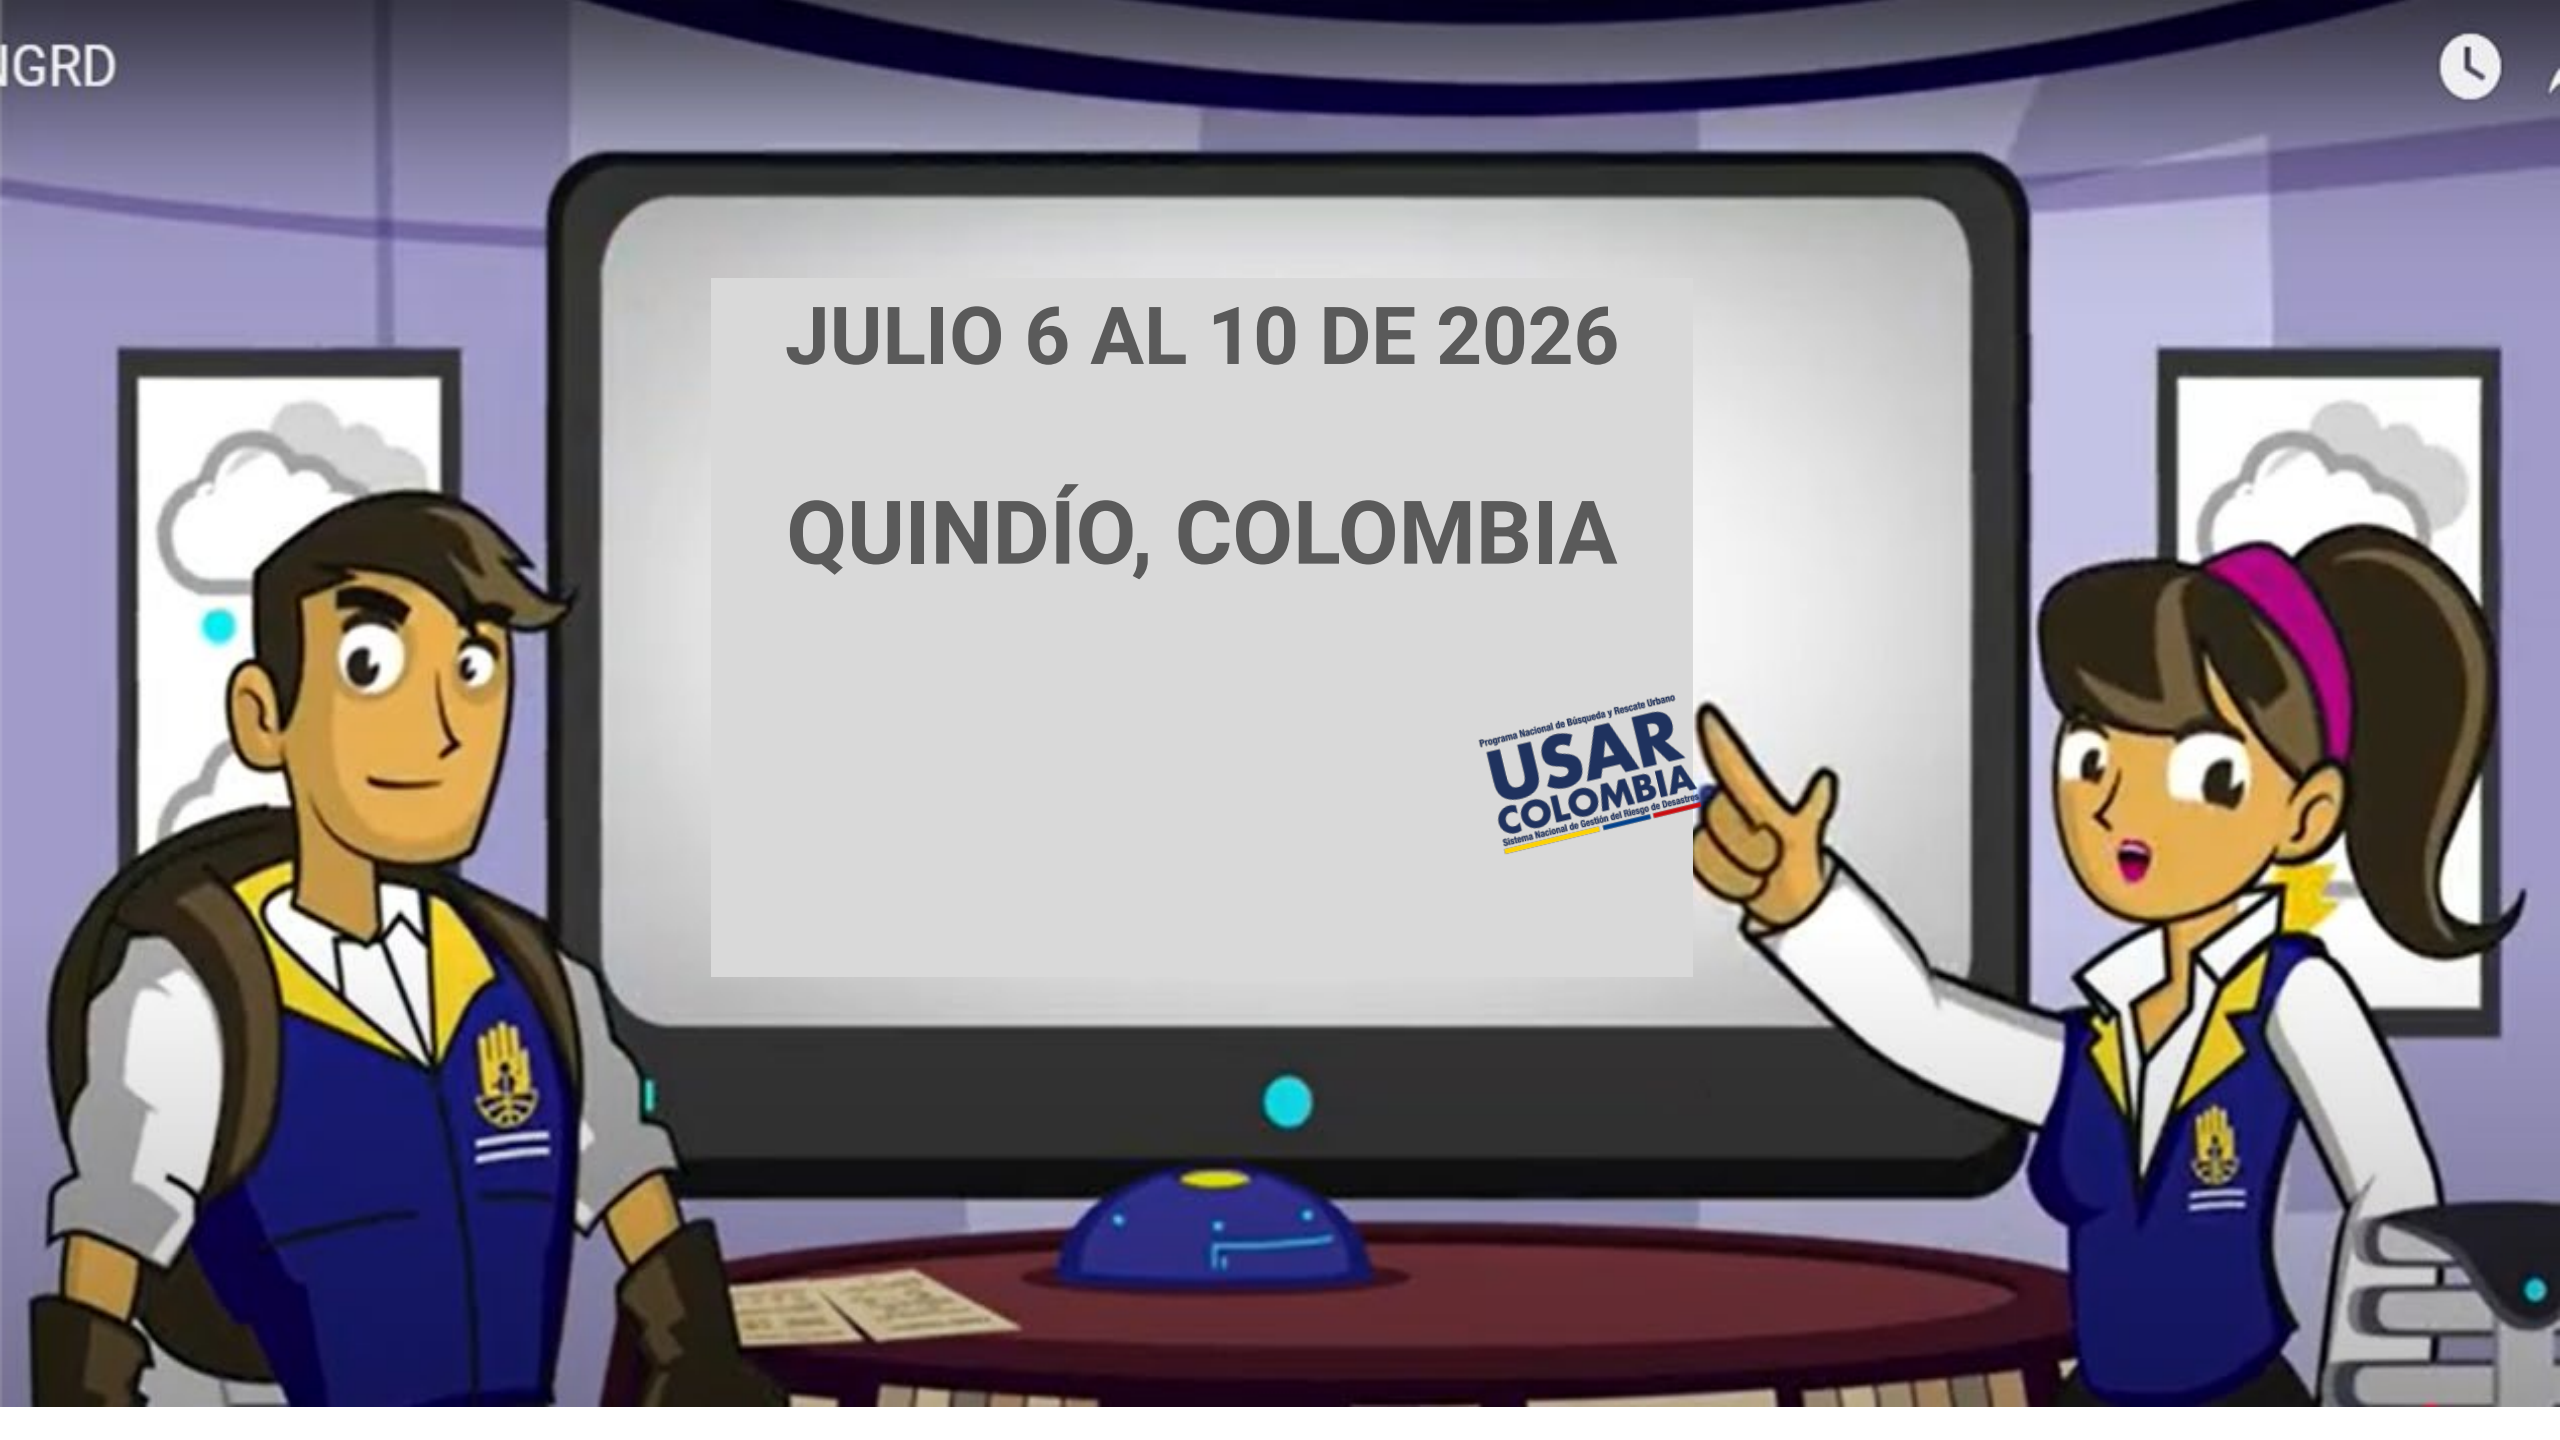 NGRD
JULIO 6 AL 10 DE 2026
QUINDÍO, COLOMBIA
Programa Nacional de Búsqueda y Rescate Urbano
USAR
COLOMBIA
Sistema Nacional de Gestión del Riesgo de Desastres